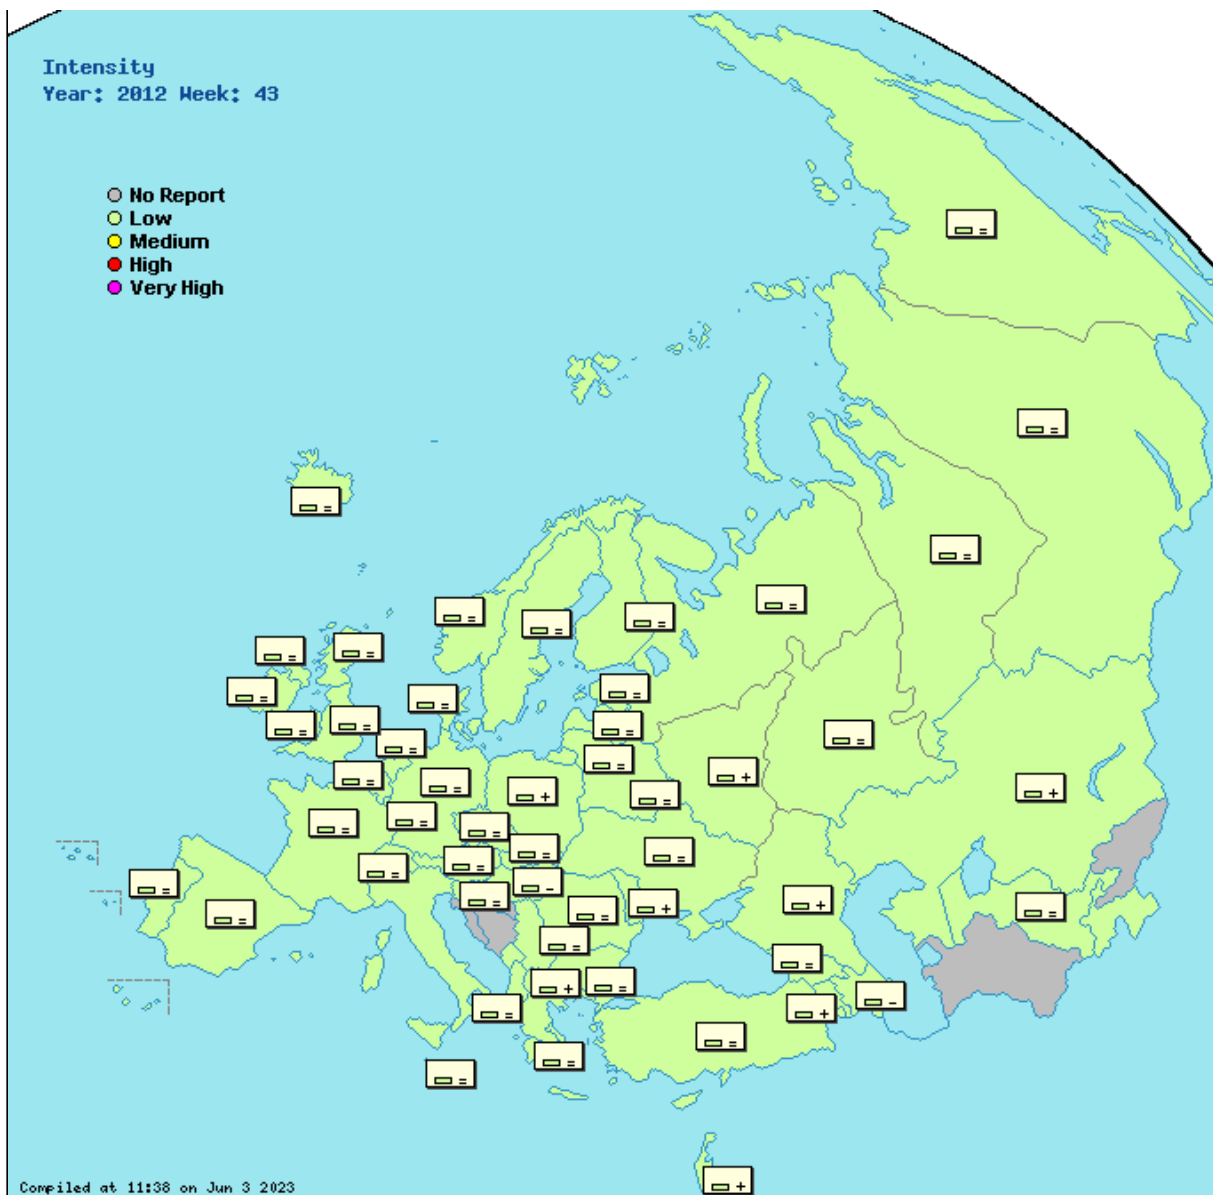 Intensity
Year: 2012 Week: 43
No Report
Low
Medium
High
Very High
Compiled at 11:38 on Jun 3 2023